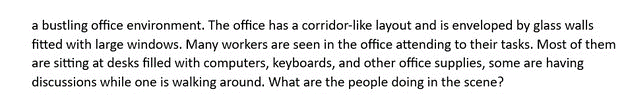 a bustling office environment. The office has a corridor-like layout and is enveloped by glass walls
fitted with large windows. Many workers are seen in the office attending to their tasks. Most of them
are sitting at desks filled with computers, keyboards, and other office supplies, some are having
discussions while one is walking around. What are the people doing in the scene?